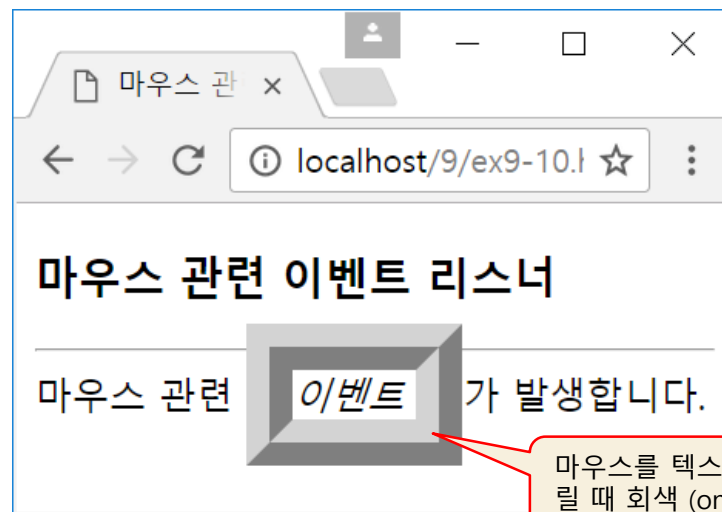 마우스 관
localhost/9/ex9-10.
마우스 관련 이벤트 리스너
마우스 관련 이벤트 가 발생합니다.
마우스를 텍스
릴 때 회색 (on